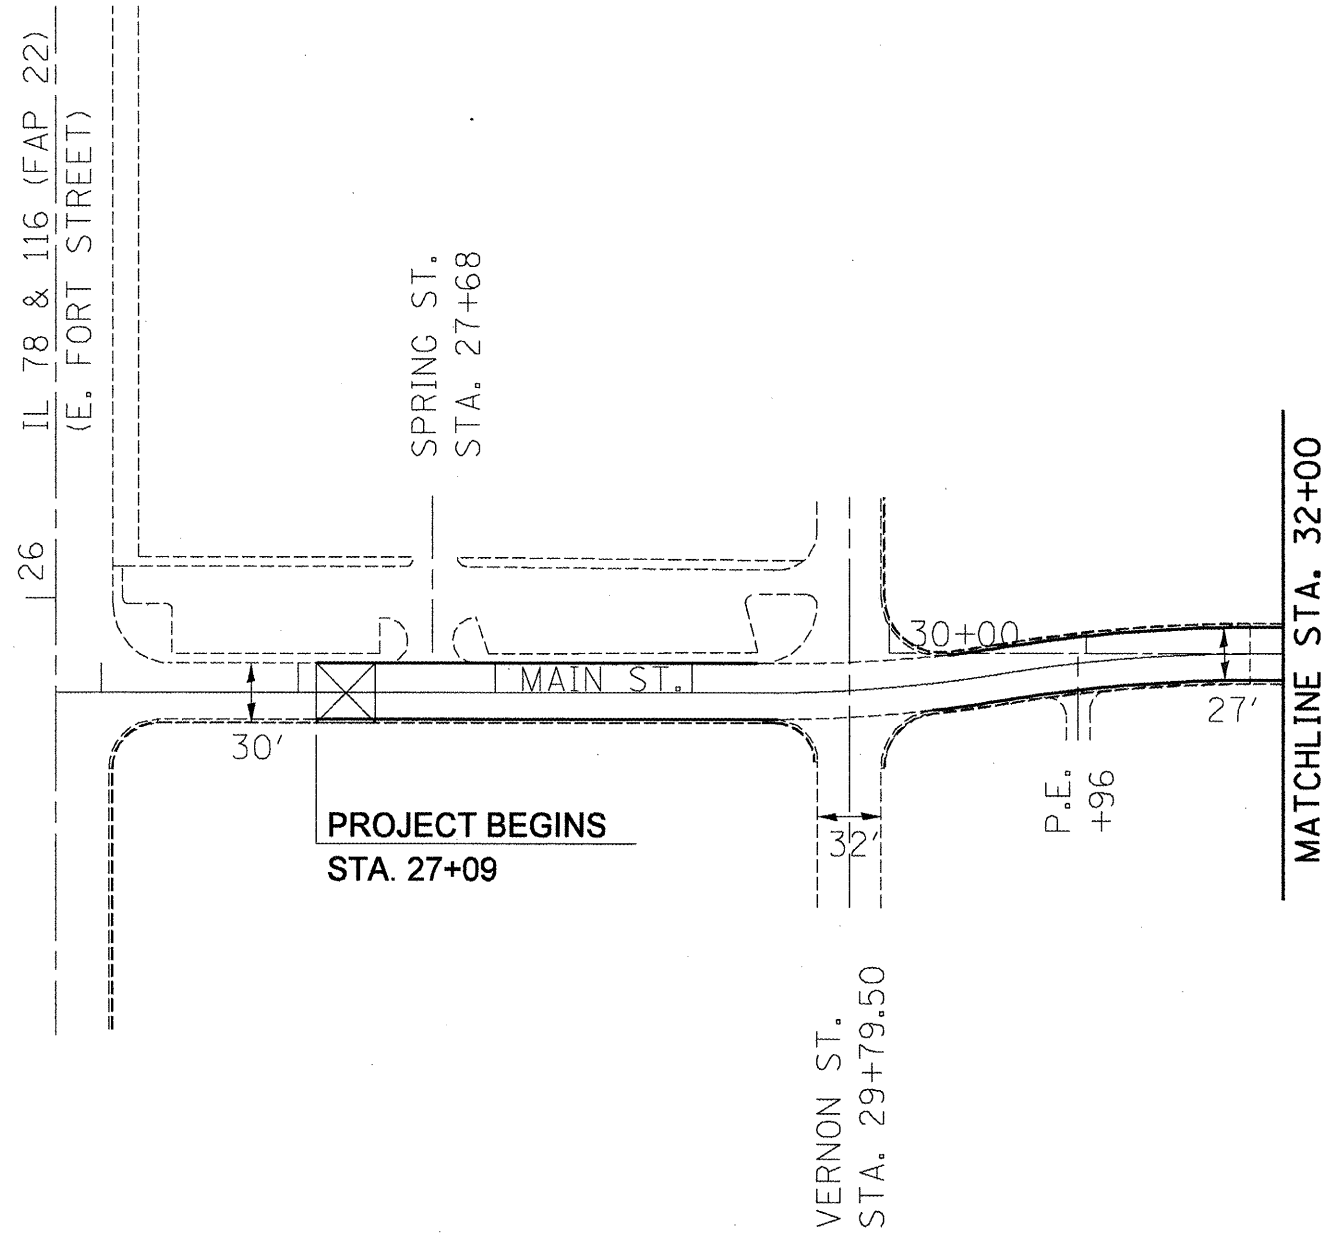 IL 78 & 116 (FAP 22)
(E. FORT STREET)
26
SPRING ST.
STA. 27+68
30+00
MAIN ST.
30'
27'
PROJECT BEGINS
STA. 27+09
32'
P.E.
+96
MATCHLINE STA. 32+00
VERNON ST.
STA. 29+79.50